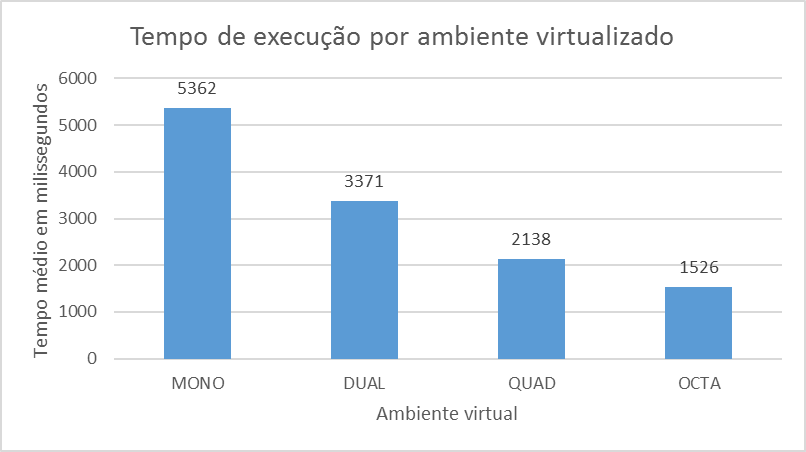 Tempo de execução por ambiente virtualizado
Tempo médio em milissegundos
6000
5000
4000
3000
2000
1000
0
5362
3371
2138
1526
MONO
DUAL
QUAD
OCTA
Ambiente virtual